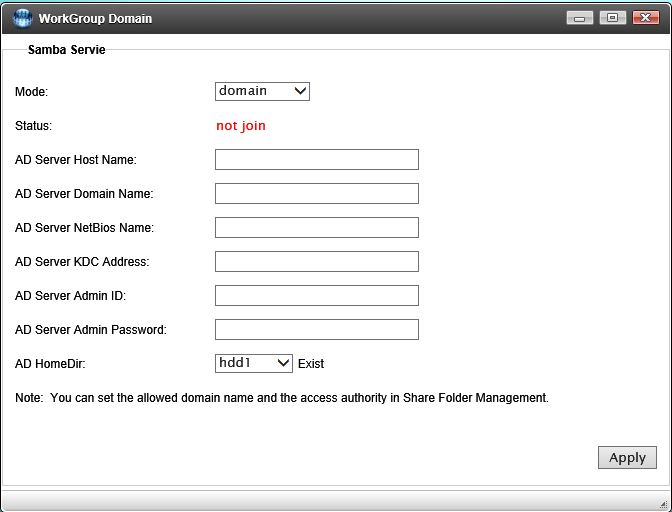 WorkGroup Domain
Samba Servie
Mode: domain
Status: not join
AD Server Host Name:
AD Server Domain Name:
AD Server NetBios Name:
AD Server KDC Address:
AD Server Admin ID:
AD Server Admin Password:
AD HomeDir: hdd1 Exist
Note: You can set the allowed domain name and the access authority in Share Folder Management.
Apply